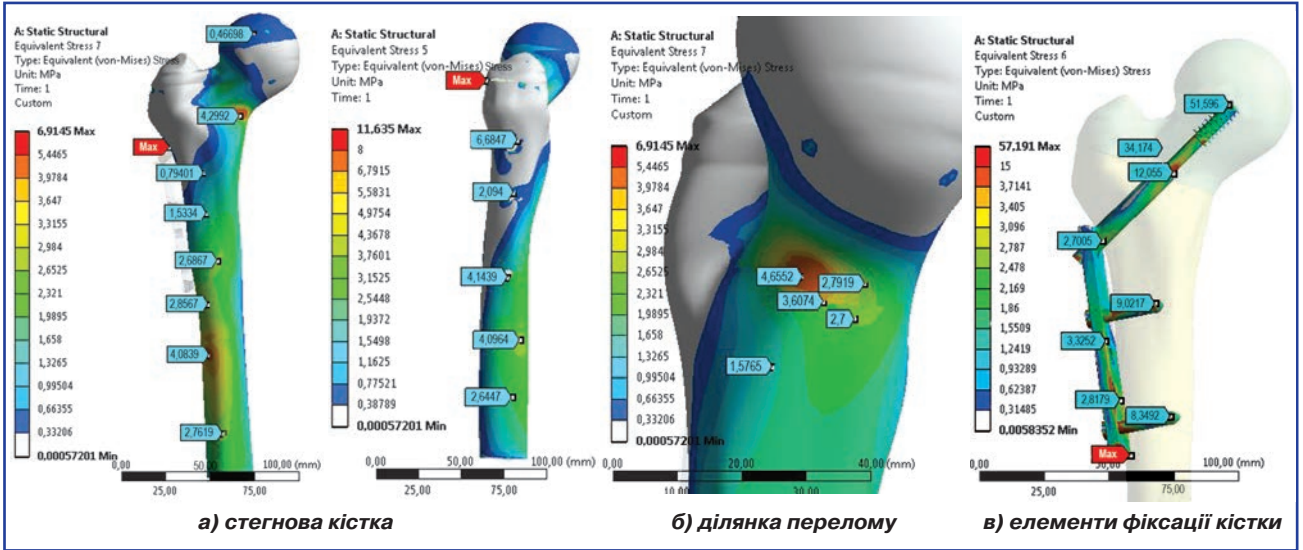 A: Static Structural
Equivalent Stress 7
Type: Equivalent (von-Mises) Stress
Unit: MPa
Time: 1
Custom
6,9145 Max
5,4465
3,9784
3,647
3,3155
2,984
2,6525
2,321
1,9895
1,658
1,3265
0,99504
0,66355
0,33206
0,00057201 Min
0,46698
4,2992
Max
0,79401
1,5334
2,6867
2,8567
4,0839
2,7619
0,00
50,00
100,00 (mm)
25,00
75,00
A: Static Structural
Equivalent Stress 5
Type: Equivalent (von-Mises) Stress
Unit: MPa
Time: 1
11,635 Max
8
6,7915
5,5831
4,9754
4,3678
3,7601
3,1525
2,5448
1,9372
1,5498
1,1625
0,77521
0,38789
0,00057201 Min
Max
6,6847
2,094
4,1439
4,0964
2,6447
0,00
50,00
100,00 (mm)
25,00
75,00
A: Static Structural
Equivalent Stress 7
Type: Equivalent (von-Mises) Stress
Unit: MPa
Time: 1
Custom
6,9145 Max
5,4465
3,9784
3,647
3,3155
2,984
2,6525
2,321
1,9895
1,658
1,3265
0,99504
0,66355
0,33206
0,00057201 Min
4,6552
2,7919
3,6074
2,7
1,5765
0,00
20,00
40,00 (mm)
10,00
30,00
A: Static Structural
Equivalent Stress 6
Type: Equivalent (von-Mises) Stress
Unit: MPa
Time: 1
Custom
57,191 Max
15
3,7141
3,405
3,096
2,787
2,478
2,169
1,86
1,5509
1,2419
0,93289
0,62387
0,31485
0,0058352 Min
51,596
34,174
12,055
2,7005
9,0217
3,3252
2,8179
8,3492
Max
0,00
50,00
100,00 (mm)
25,00
75,00
а) стегнова кістка
б) ділянка перелому
в) елементи фіксації кістки